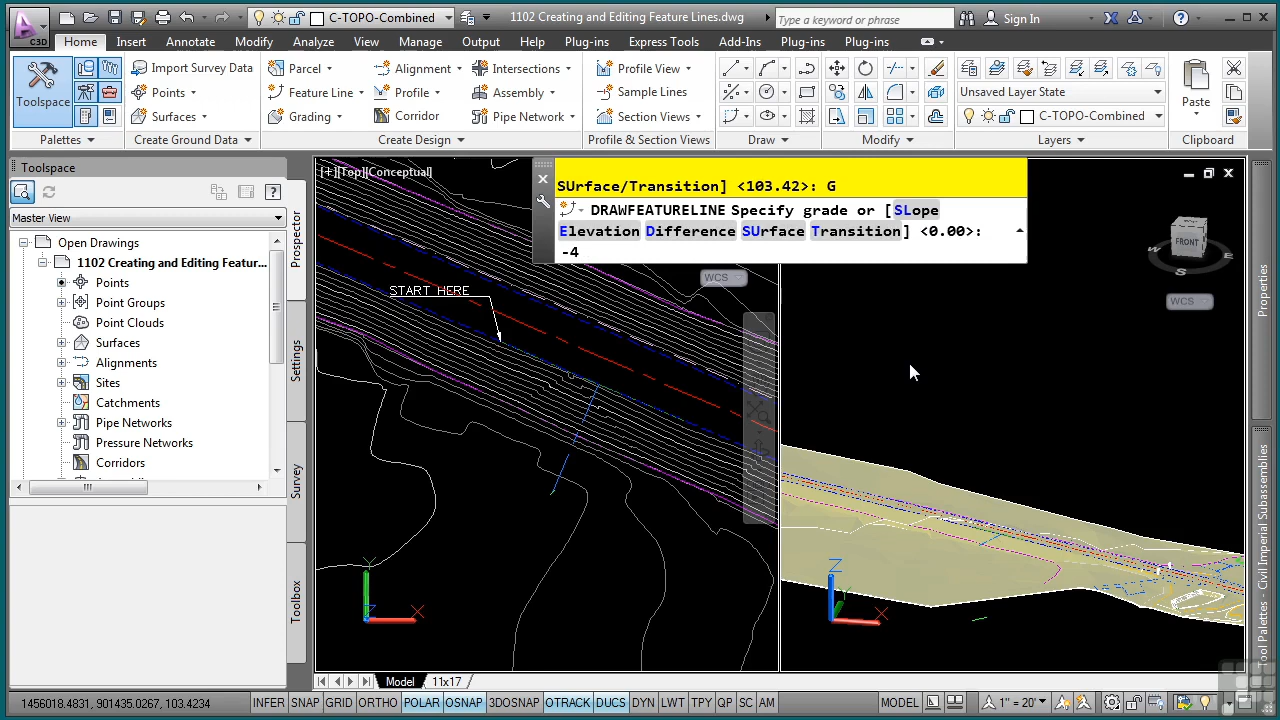 C3D
C-TOPO-Combined
1102 Creating and Editing Feature Lines.dwg
Type a keyword or phrase
Sign In
Home Insert Annotate Modify Analyze View Manage Output Help Plug-ins Express Tools Add-Ins Plug-ins Plug-ins
Toolspace
Import Survey Data
Points
Surfaces
Parcel
Feature Line
Grading
Alignment
Profile
Corridor
Intersections
Assembly
Pipe Network
Profile View
Sample Lines
Section Views
Unsaved Layer State
C-TOPO-Combined
Paste
Palettes
Create Ground Data
Create Design
Profile & Section Views
Draw
Modify
Layers
Clipboard
Toolspace
Master View
Open Drawings
1102 Creating and Editing Featur...
Points
Point Groups
Point Clouds
Surfaces
Alignments
Sites
Catchments
Pipe Networks
Pressure Networks
Corridors
Prospector
Settings
Survey
Toolbox
[+][Top][Conceptual]
SUrface/Transition] <103.42>: G
DRAWFEATURELINE Specify grade or [SLope
Elevation Difference SUrface Transition] <0.00>:
-4
START HERE
WCS
FRONT
W
S
WCS
Properties
Tool Palettes - Civil Imperial Subassemblies
Y
Z
X
Z
Y
X
Model
11x17
1456018.4831, 901435.0267, 103.4234
INFER SNAP GRID ORTHO POLAR OSNAP 3DOSNAP OTRACK DUCS DYN LWT TPY QP SC AM
MODEL
1" = 20'